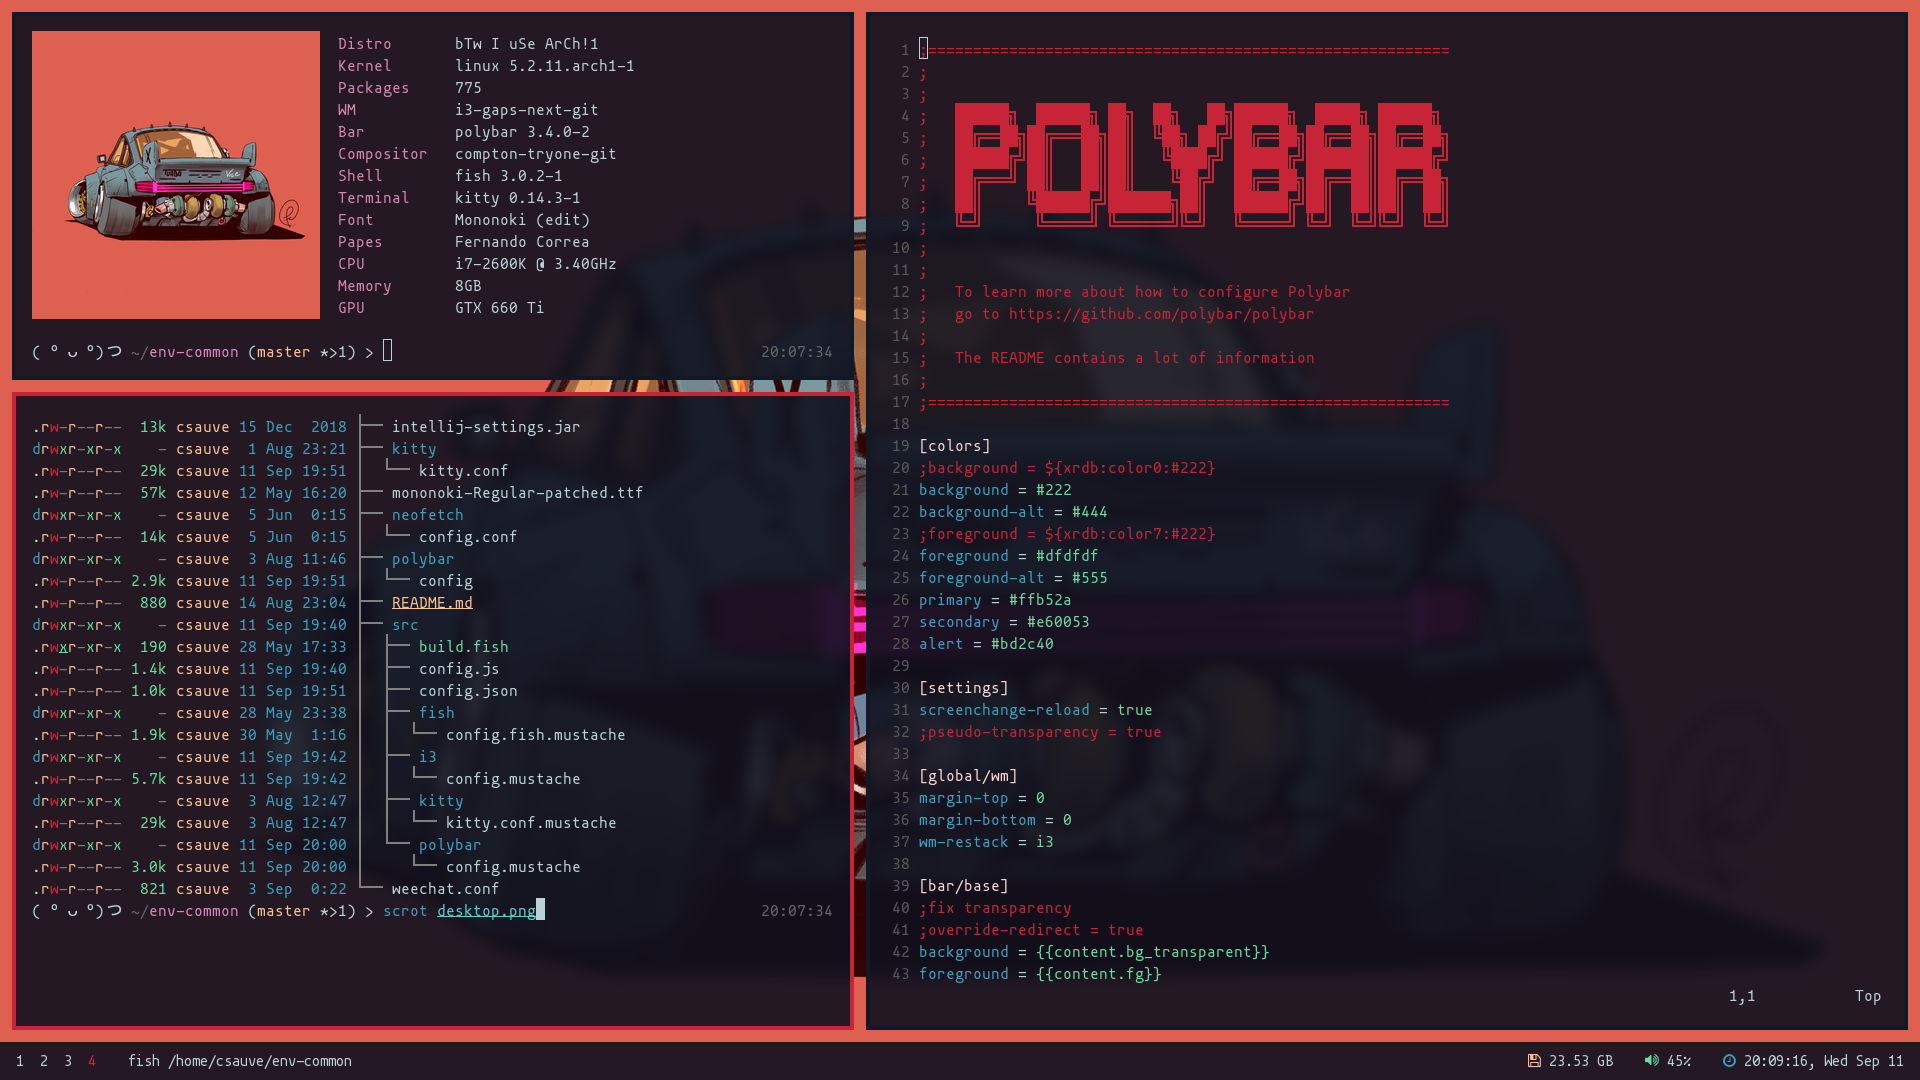 Distro bTw I uSe ArCh!1
Kernel linux 5.2.11.arch1-1
Packages 775
WM i3-gaps-next-git
Bar polybar 3.4.0-2
Compositor compton-tryone-git
Shell fish 3.0.2-1
Terminal kitty 0.14.3-1
Font Mononoki (edit)
Papes Fernando Correa
CPU i7-2600K @ 3.40GHz
Memory 8GB
GPU GTX 660 Ti
( º ᴗ º)つ ~/env-common (master *>1) > 20:07:34
.rw-r--r-- 13k csauve 15 Dec 2018 ├── intellij-settings.jar
drwxr-xr-x - csauve 1 Aug 23:21 ├── kitty
.rw-r--r-- 29k csauve 11 Sep 19:51 │ └── kitty.conf
.rw-r--r-- 57k csauve 12 May 16:20 ├── mononoki-Regular-patched.ttf
drwxr-xr-x - csauve 5 Jun 0:15 ├── neofetch
.rw-r--r-- 14k csauve 5 Jun 0:15 │ └── config.conf
drwxr-xr-x - csauve 3 Aug 11:46 ├── polybar
.rw-r--r-- 2.9k csauve 11 Sep 19:51 │ └── config
.rw-r--r-- 880 csauve 14 Aug 23:04 ├── README.md
drwxr-xr-x - csauve 11 Sep 19:40 ├── src
.rwxr-xr-x 190 csauve 28 May 17:33 │ ├── build.fish
.rw-r--r-- 1.4k csauve 11 Sep 19:40 │ ├── config.js
.rw-r--r-- 1.0k csauve 11 Sep 19:51 │ ├── config.json
drwxr-xr-x - csauve 28 May 23:38 │ ├── fish
.rw-r--r-- 1.9k csauve 30 May 1:16 │ │ └── config.fish.mustache
drwxr-xr-x - csauve 11 Sep 19:42 │ ├── i3
.rw-r--r-- 5.7k csauve 11 Sep 19:42 │ │ └── config.mustache
drwxr-xr-x - csauve 3 Aug 12:47 │ ├── kitty
.rw-r--r-- 29k csauve 3 Aug 12:47 │ │ └── kitty.conf.mustache
drwxr-xr-x - csauve 11 Sep 20:00 │ └── polybar
.rw-r--r-- 3.0k csauve 11 Sep 20:00 │ └── config.mustache
.rw-r--r-- 821 csauve 3 Sep 0:22 └── weechat.conf
( º ᴗ º)つ ~/env-common (master *>1) > scrot desktop.png 20:07:34
1 ;==========================================================
2 ;
3 ;
4 ;
5 ;
6 ; POLYBAR
7 ;
8 ;
9 ;
10 ;
11 ;
12 ; To learn more about how to configure Polybar
13 ; go to https://github.com/polybar/polybar
14 ;
15 ; The README contains a lot of information
16 ;
17 ;==========================================================
18
19 [colors]
20 ;background = ${xrdb:color0:#222}
21 background = #222
22 background-alt = #444
23 ;foreground = ${xrdb:color7:#222}
24 foreground = #dfdfdf
25 foreground-alt = #555
26 primary = #ffb52a
27 secondary = #e60053
28 alert = #bd2c40
29
30 [settings]
31 screenchange-reload = true
32 ;pseudo-transparency = true
33
34 [global/wm]
35 margin-top = 0
36 margin-bottom = 0
37 wm-restack = i3
38
39 [bar/base]
40 ;fix transparency
41 ;override-redirect = true
42 background = {{content.bg_transparent}}
43 foreground = {{content.fg}}
1,1 Top
1 2 3 4 fish /home/csauve/env-common 23.53 GB 45% 20:09:16, Wed Sep 11